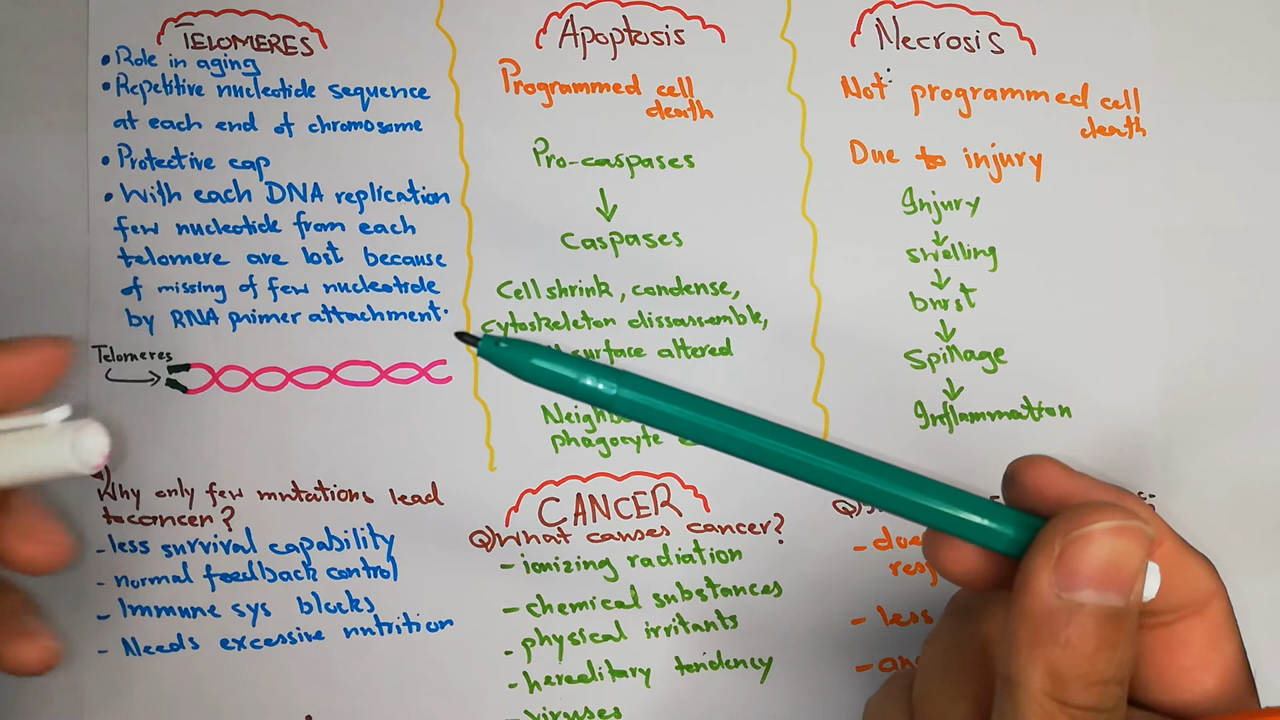 TELOMERES
• Role in aging
• Repetitive nucleotide sequence
at each end of chromosome
• Protective cap
• With each DNA replication
few nucleotide from each
telomere are lost because
of missing of few nucleotide
by RNA primer attachment.
Telomeres
Apoptosis
Programmed cell
death
Pro-caspases
↓
Caspases
Cell shrink, condense,
cytoskeleton dissassemble,
surface altered
phagocyte
Necrosis
Not programmed cell
death
Due to injury
Injury
↓
swelling
↓
burst
↓
Spillage
↓
Inflammation
Q) Why only few mutations lead
to cancer?
- less survival capability
- normal feedback control
- Immune sys blocks
- Needs excessive nutrition
CANCER
Q) What causes cancer?
- ionizing radiation
- chemical substances
- physical irritants
- hereditary tendency
- viruses
Q)
- less